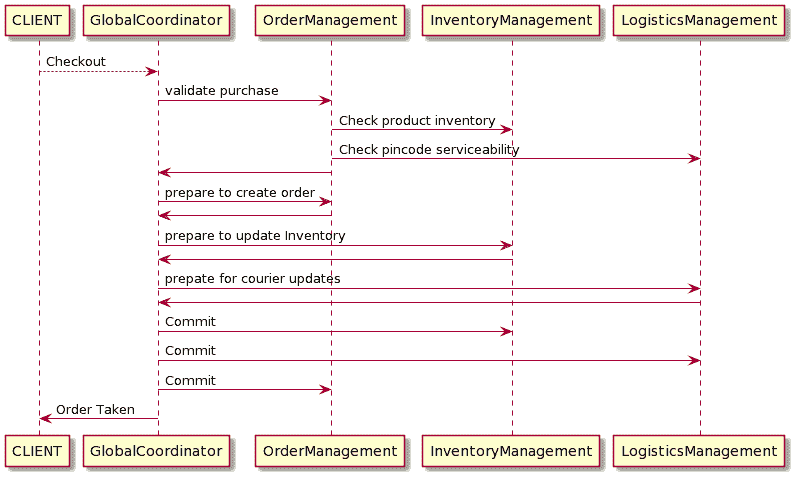 CLIENT GlobalCoordinator OrderManagement InventoryManagement LogisticsManagement
Checkout
validate purchase
Check product inventory
Check pincode serviceability
prepare to create order
prepare to update Inventory
prepate for courier updates
Commit
Commit
Commit
Order Taken
CLIENT GlobalCoordinator OrderManagement InventoryManagement LogisticsManagement